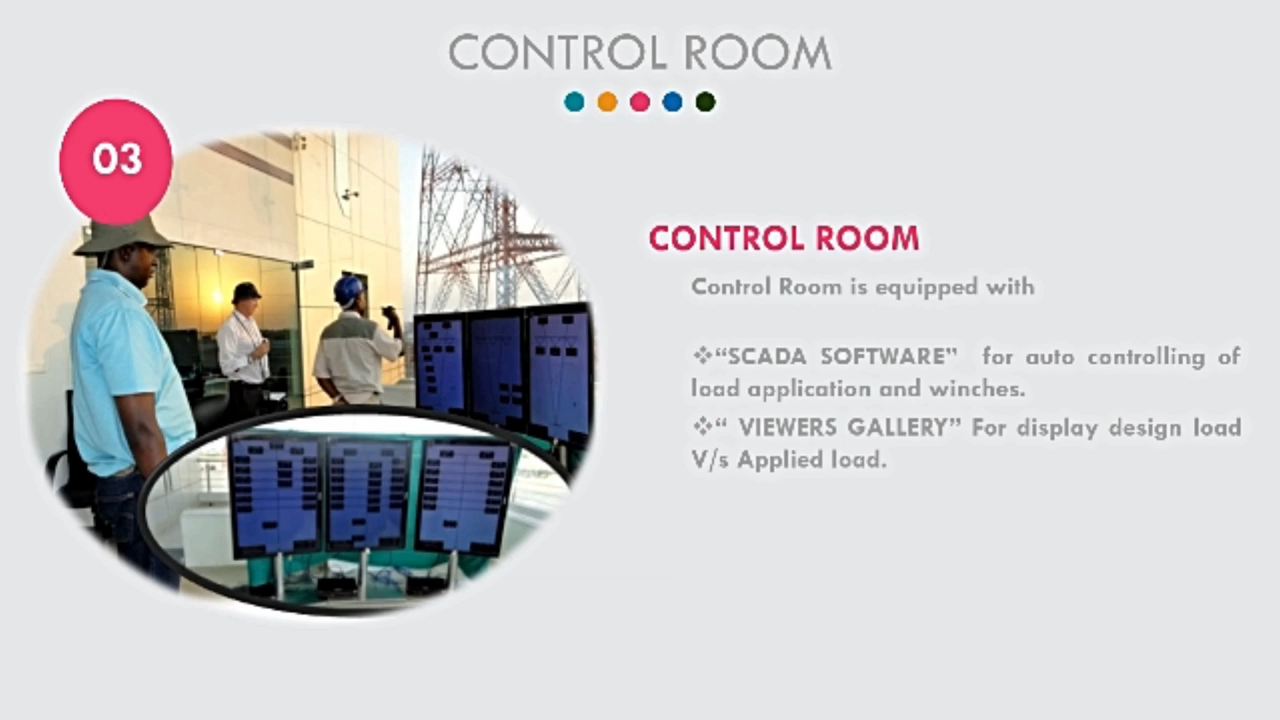 CONTROL ROOM
03
CONTROL ROOM
Control Room is equipped with
❖“SCADA SOFTWARE” for auto controlling of
load application and winches.
❖“ VIEWERS GALLERY” For display design load
V/s Applied load.